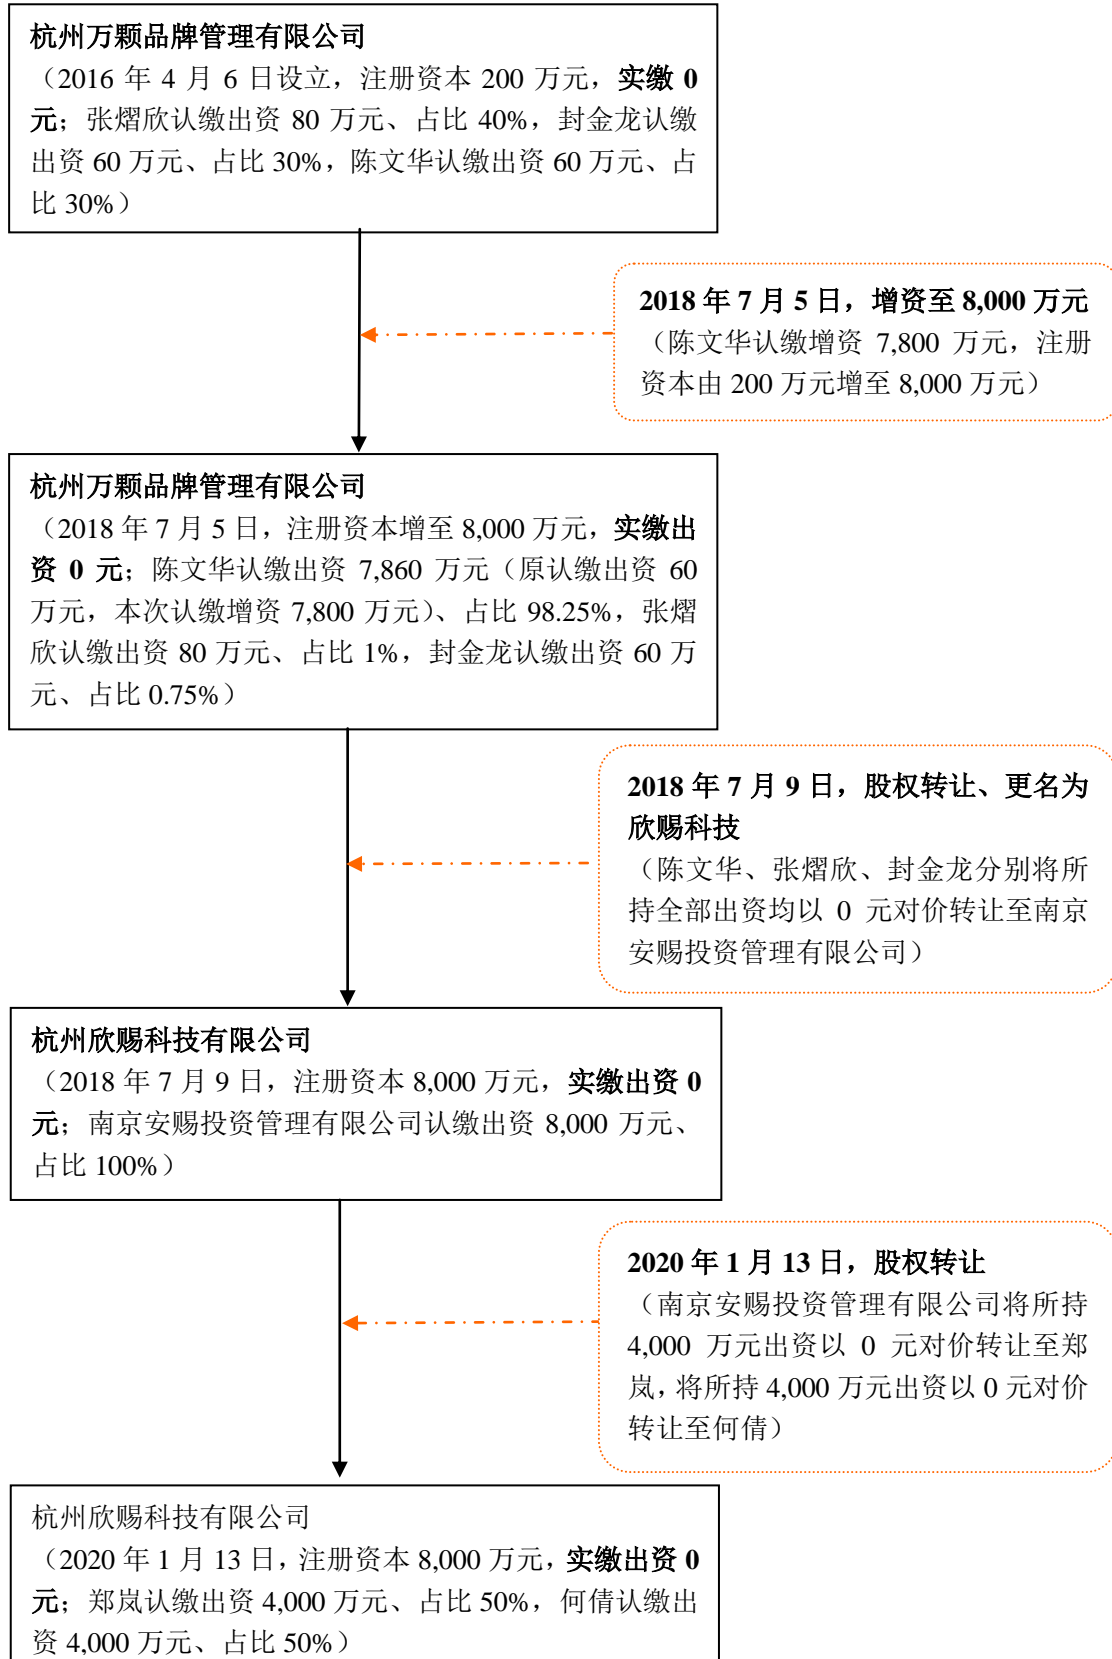 杭州万颗品牌管理有限公司
（2016 年 4 月 6 日设立，注册资本 200 万元，实缴 0
元；张熠欣认缴出资 80 万元、占比 40%，封金龙认缴
出资 60 万元、占比 30%，陈文华认缴出资 60 万元、占
比 30%）
2018 年 7 月 5 日，增资至 8,000 万元
（陈文华认缴增资 7,800 万元，注册
资本由 200 万元增至 8,000 万元）
杭州万颗品牌管理有限公司
（2018 年 7 月 5 日，注册资本增至 8,000 万元，实缴出
资 0 元；陈文华认缴出资 7,860 万元（原认缴出资 60
万元，本次认缴增资 7,800 万元）、占比 98.25%，张熠
欣认缴出资 80 万元、占比 1%，封金龙认缴出资 60 万
元、占比 0.75%）
2018 年 7 月 9 日，股权转让、更名为
欣赐科技
（陈文华、张熠欣、封金龙分别将所
持全部出资均以 0 元对价转让至南京
安赐投资管理有限公司）
杭州欣赐科技有限公司
（2018 年 7 月 9 日，注册资本 8,000 万元，实缴出资 0
元；南京安赐投资管理有限公司认缴出资 8,000 万元、
占比 100%）
2020 年 1 月 13 日，股权转让
（南京安赐投资管理有限公司将所持
4,000 万元出资以 0 元对价转让至郑
岚，将所持 4,000 万元出资以 0 元对价
转让至何倩）
杭州欣赐科技有限公司
（2020 年 1 月 13 日，注册资本 8,000 万元，实缴出资 0
元；郑岚认缴出资 4,000 万元、占比 50%，何倩认缴出
资 4,000 万元、占比 50%）